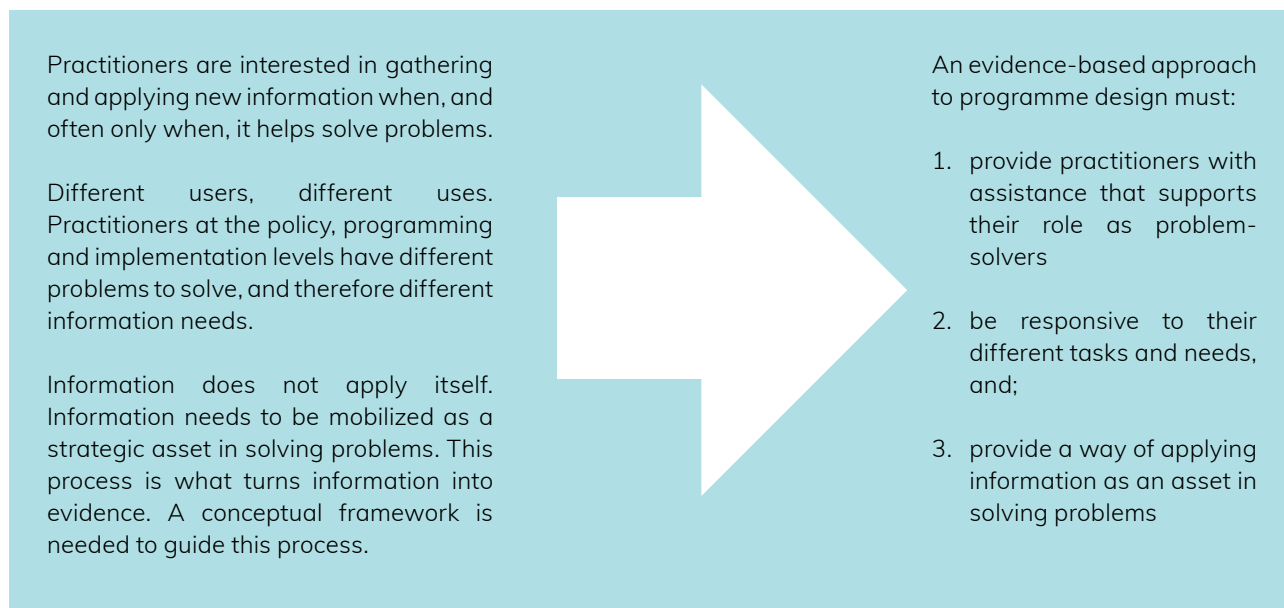 Practitioners are interested in gathering
and applying new information when, and
often only when, it helps solve problems.
Different users, different uses.
Practitioners at the policy, programming
and implementation levels have different
problems to solve, and therefore different
information needs.
Information does not apply itself.
Information needs to be mobilized as a
strategic asset in solving problems. This
process is what turns information into
evidence. A conceptual framework is
needed to guide this process.
An evidence-based approach
to programme design must:
1. provide practitioners with
assistance that supports
their role as problem-
solvers
2. be responsive to their
different tasks and needs,
and;
3. provide a way of applying
information as an asset in
solving problems